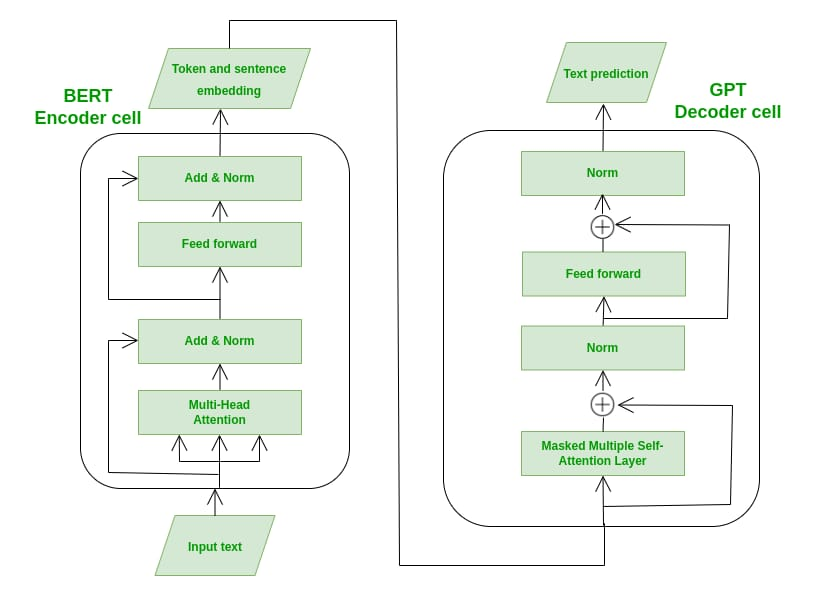 BERT
Encoder cell
Token and sentence
embedding
Add & Norm
Feed forward
Add & Norm
Multi-Head
Attention
Input text
GPT
Decoder cell
Text prediction
Norm
Feed forward
Norm
Masked Multiple Self-
Attention Layer